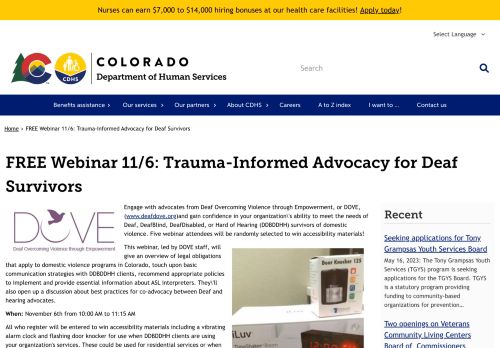 Nurses can earn $7,000 to $14,000 hiring bonuses at our health care facilities! Apply today!
Select Language
COLORADO
Department of Human Services
CDHS
Search
Benefits assistance
Our services
Our partners
About CDHS
Careers
A to Z index
I want to ...
Contact us
Home › FREE Webinar 11/6: Trauma-Informed Advocacy for Deaf Survivors
FREE Webinar 11/6: Trauma-Informed Advocacy for Deaf
Survivors
DOVE
Deaf Overcoming Violence through Empowerment
Engage with advocates from Deaf Overcoming Violence through Empowerment, or DOVE,
(www.deafdove.org)and gain confidence in your organization's ability to meet the needs of
Deaf, DeafBlind, DeafDisabled, or Hard of Hearing (DDBDDHH) survivors of domestic
violence. Five webinar attendees will be randomly selected to win accessibility materials!
This webinar, led by DOVE staff, will
give an overview of legal obligations
that apply to domestic violence programs in Colorado, touch upon basic
communication strategies with DDBDDHH clients, recommend appropriate policies
to implement and provide essential information about ASL interpreters. They'll
also open up a discussion about best practices for co-advocacy between Deaf and
hearing advocates.
When: November 6th from 10:00 AM to 11:15 AM
All who register will be entered to win accessibility materials including a vibrating
alarm clock and flashing door knocker for use when DDBDDHH clients are using
your organization's services. These could be used for residential services or when
Door Knocker 125
iLuv
TimeShaker Boom
Recent
Seeking applications for Tony
Grampsas Youth Services Board
May 16, 2023: The Tony Grampsas Youth
Services (TGYS) program is seeking
applications for the TGYS Board. TGYS
is a statutory program providing
funding to community-based
organizations for prevention...
Two openings on Veterans
Community Living Centers
Board of Commissioners